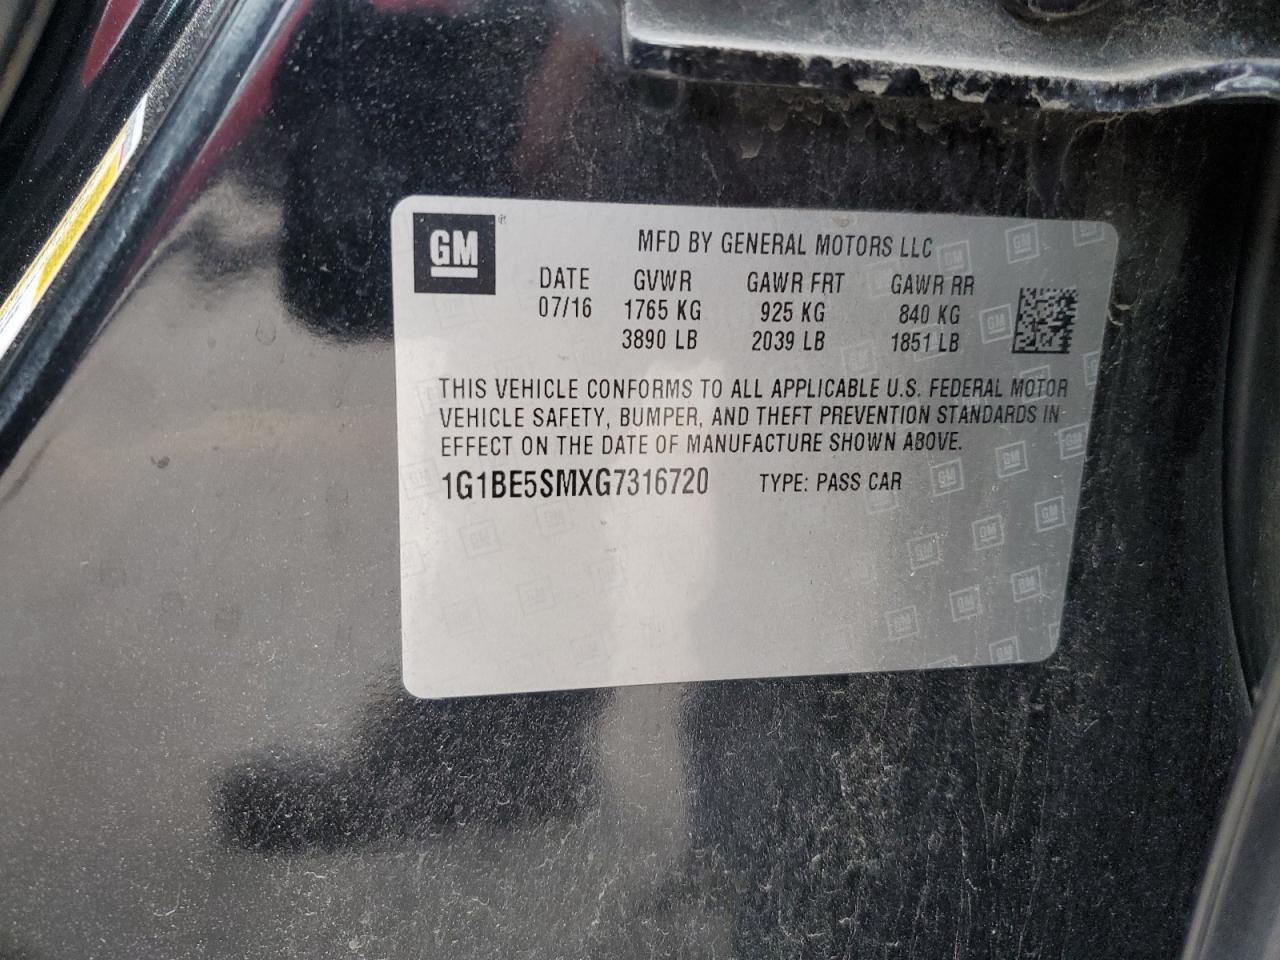 GM ®
MFD BY GENERAL MOTORS LLC
DATE GVWR GAWR FRT GAWR RR
07/16 1765 KG 925 KG 840 KG
3890 LB 2039 LB 1851 LB
THIS VEHICLE CONFORMS TO ALL APPLICABLE U.S. FEDERAL MOTOR
VEHICLE SAFETY, BUMPER, AND THEFT PREVENTION STANDARDS IN
EFFECT ON THE DATE OF MANUFACTURE SHOWN ABOVE.
1G1BE5SMXG7316720 TYPE: PASS CAR